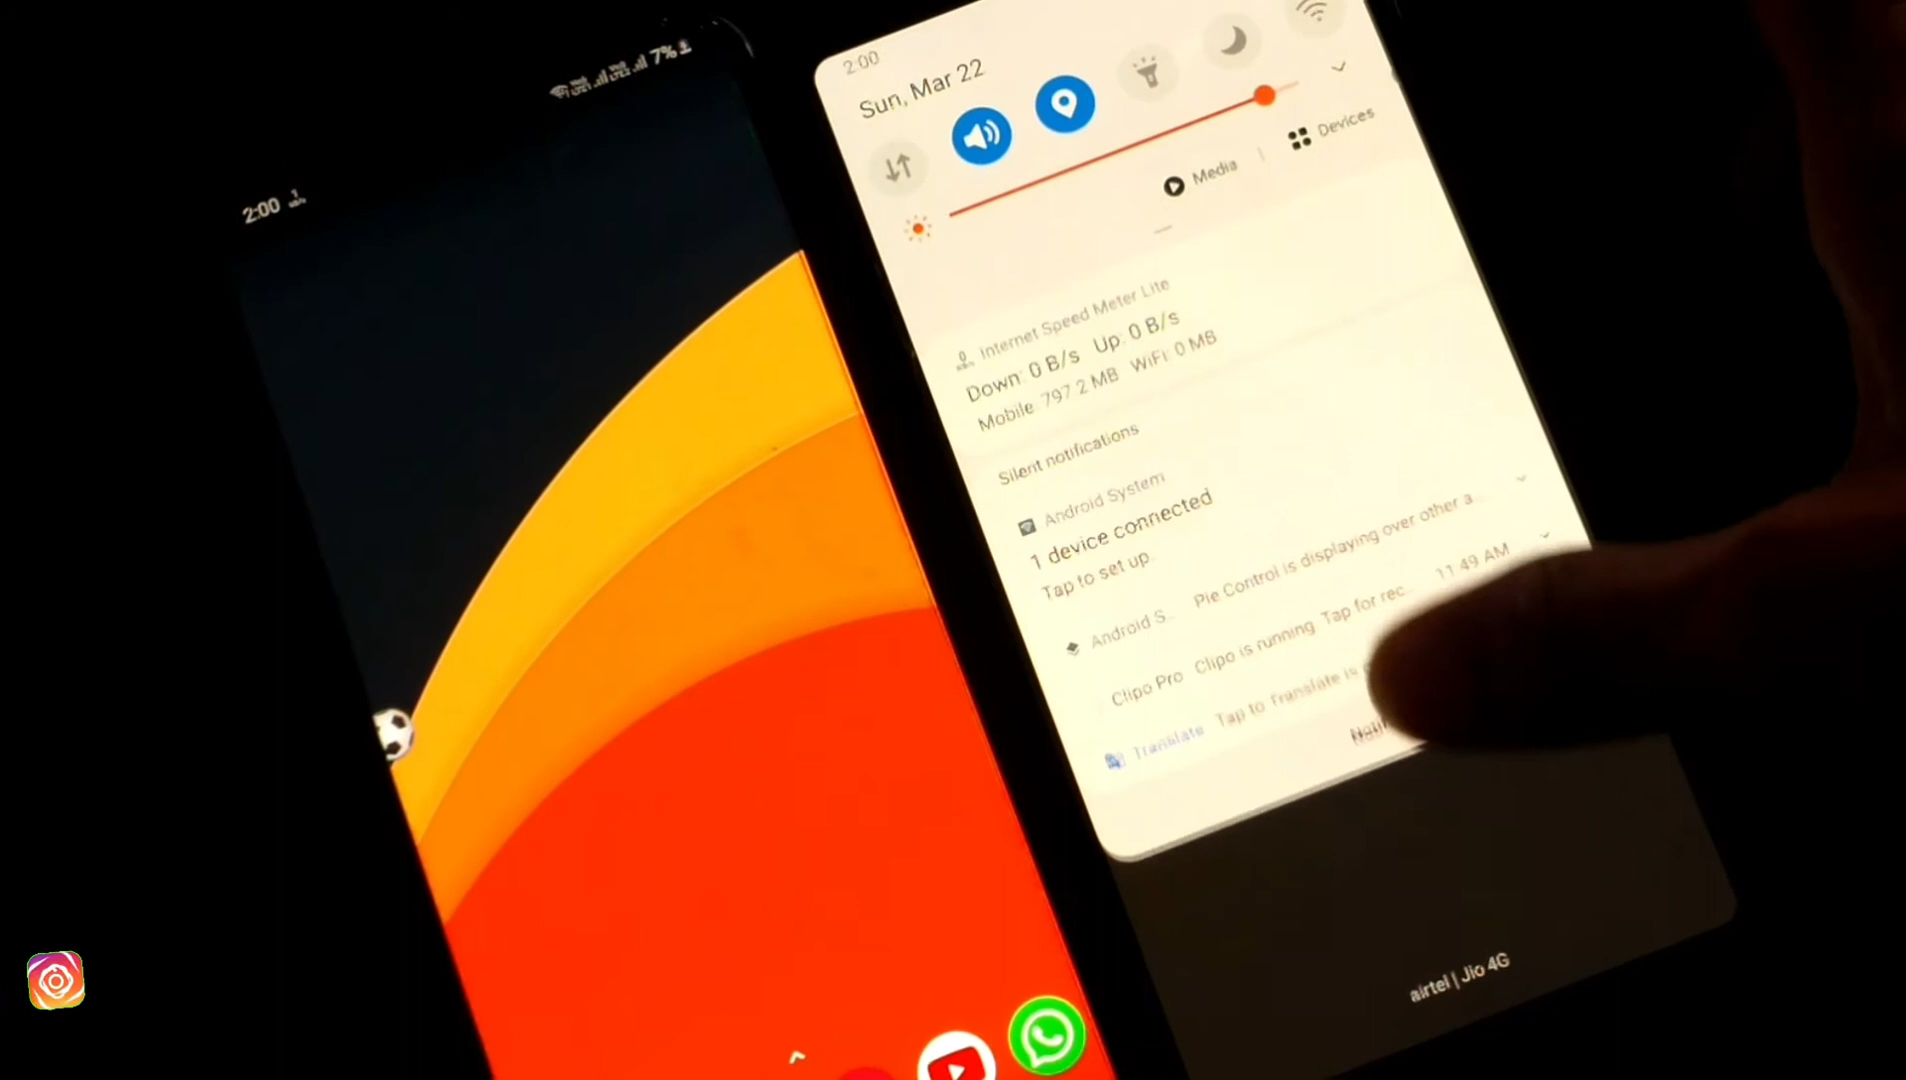 7%
2:00
2:00
Sun, Mar 22
Devices
Media
Internet Speed Meter Lite
Down: 0 B/s Up: 0 B/s
Mobile: 797.2 MB WiFi: 0 MB
Silent notifications
Android System
1 device connected
Tap to set up.
Android S... Pie Control is displaying over other a...
Clipo Pro Clipo is running Tap for rec... 11:49 AM
Translate Tap to Translate is
airtel | Jio 4G